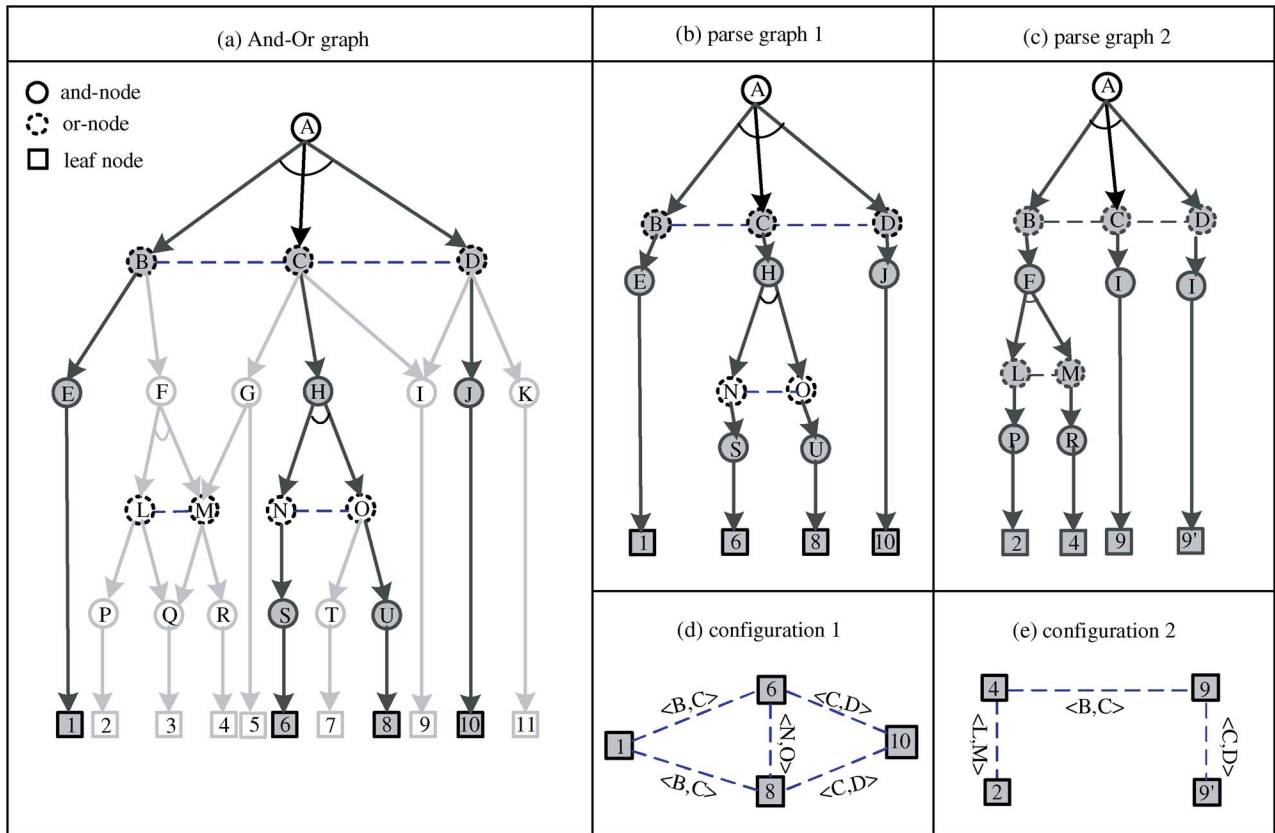 (a) And-Or graph
and-node
or-node
leaf node
A
B C D
E F G H I J K
L M N O
P Q R S T U
1 2 3 4 5 6 7 8 9 10 11
(b) parse graph 1
A
B C D
E H J
N O
S U
1 6 8 10
(c) parse graph 2
A
B C D
F I I
L M
P R
2 4 9 9'
(d) configuration 1
6
<B,C> <C,D>
1 <N,O> 10
<B,C> <C,D>
8
(e) configuration 2
4 9
<B,C>
<L,M> <C,D>
2 9'